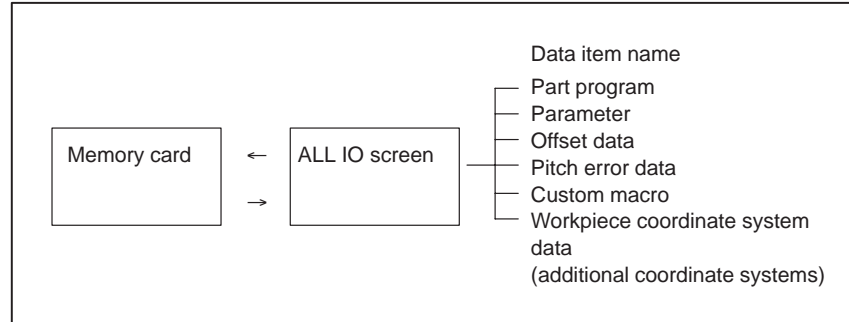 Data item name
Part program
Parameter
Memory card
←
ALL IO screen
Offset data
Pitch error data
→
Custom macro
Workpiece coordinate system
data
(additional coordinate systems)